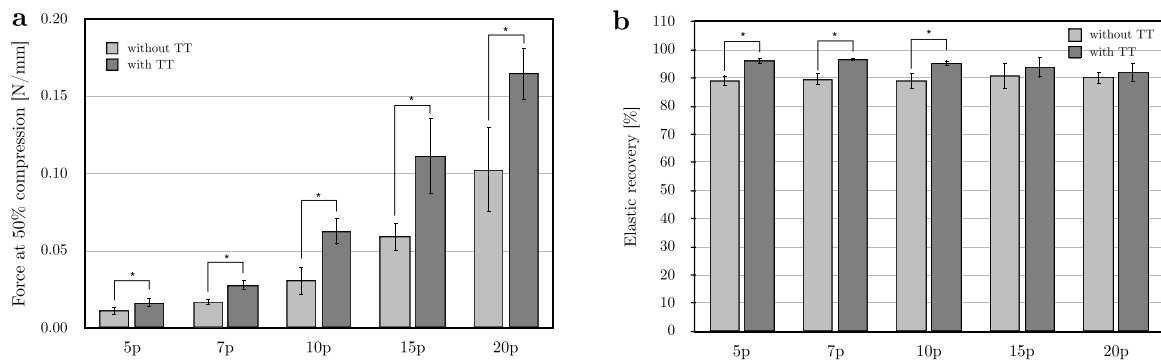 a
Force at 50% compression [N/mm]
0.20
0.15
0.10
0.05
0.00
without TT
with TT
*
*
*
*
*
5p
7p
10p
15p
20p
b
Elastic recovery [%]
110
100
90
80
70
60
50
40
30
20
10
0
without TT
with TT
*
*
*
5p
7p
10p
15p
20p